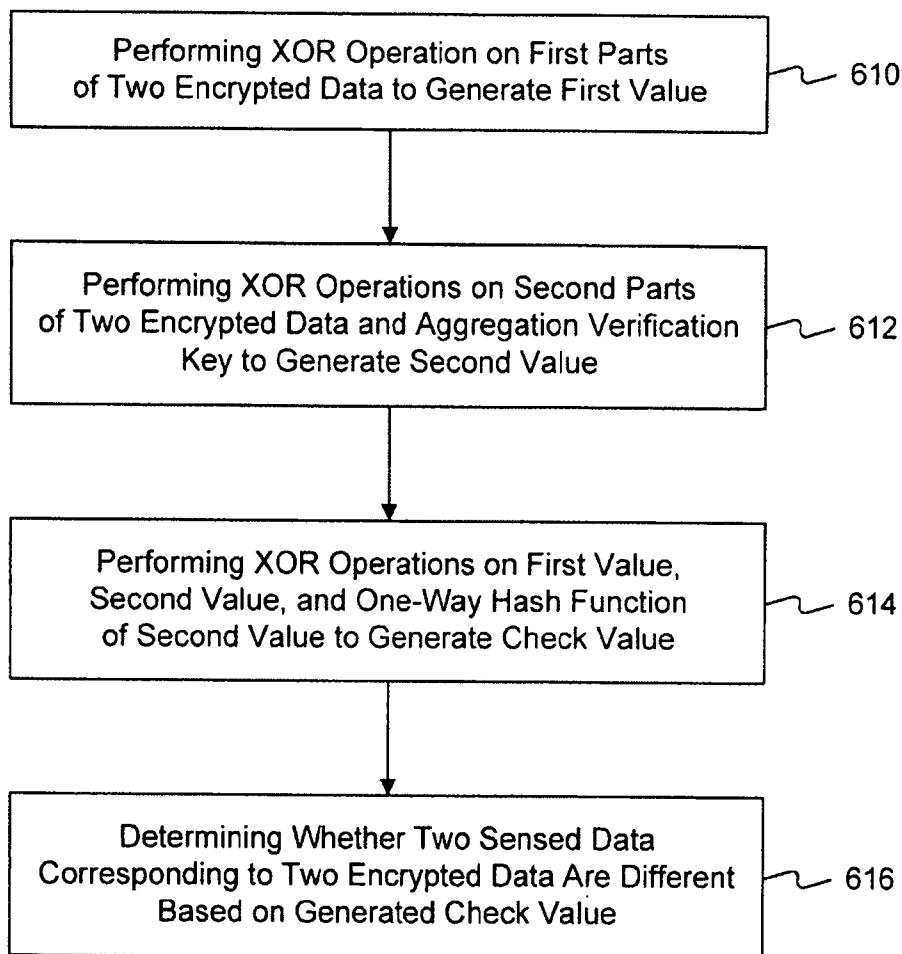 Performing XOR Operation on First Parts
of Two Encrypted Data to Generate First Value
610
Performing XOR Operations on Second Parts
of Two Encrypted Data and Aggregation Verification
Key to Generate Second Value
612
Performing XOR Operations on First Value,
Second Value, and One-Way Hash Function
of Second Value to Generate Check Value
614
Determining Whether Two Sensed Data
Corresponding to Two Encrypted Data Are Different
Based on Generated Check Value
616